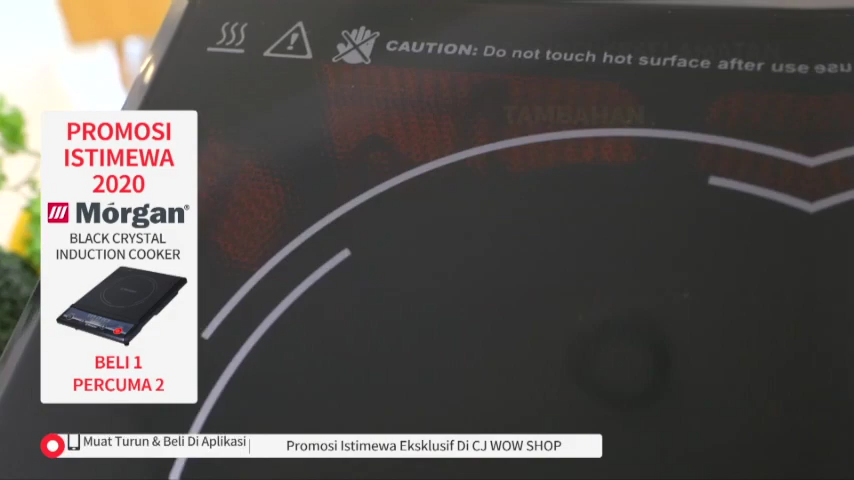 CAUTION: Do not touch hot surface after use
TAMBAHAN
PROMOSI
ISTIMEWA
2020
Mórgan®
BLACK CRYSTAL
INDUCTION COOKER
BELI 1
PERCUMA 2
Muat Turun & Beli Di Aplikasi
Promosi Istimewa Eksklusif Di CJ WOW SHOP